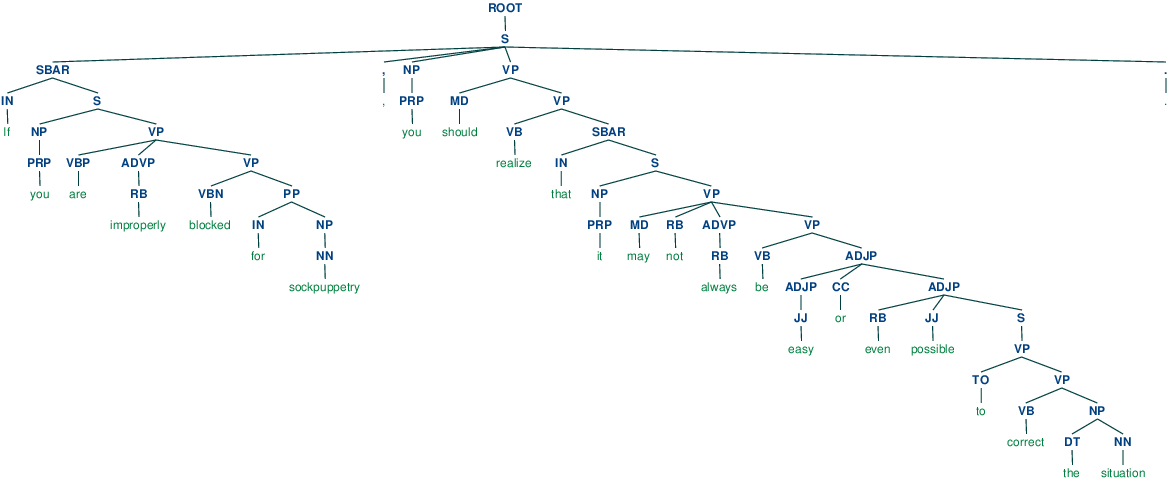 ROOT
S
SBAR , NP VP .
IN S , PRP MD VP .
If NP VP you should VB SBAR
PRP VBP ADVP VP realize IN S
you are RB VBN PP that NP VP
improperly blocked IN NP PRP MD RB ADVP VP
for NN it may not RB VB ADJP
sockpuppetry always be ADJP CC ADJP
JJ or RB JJ S
easy even possible VP
TO VP
to VB NP
correct DT NN
the situation